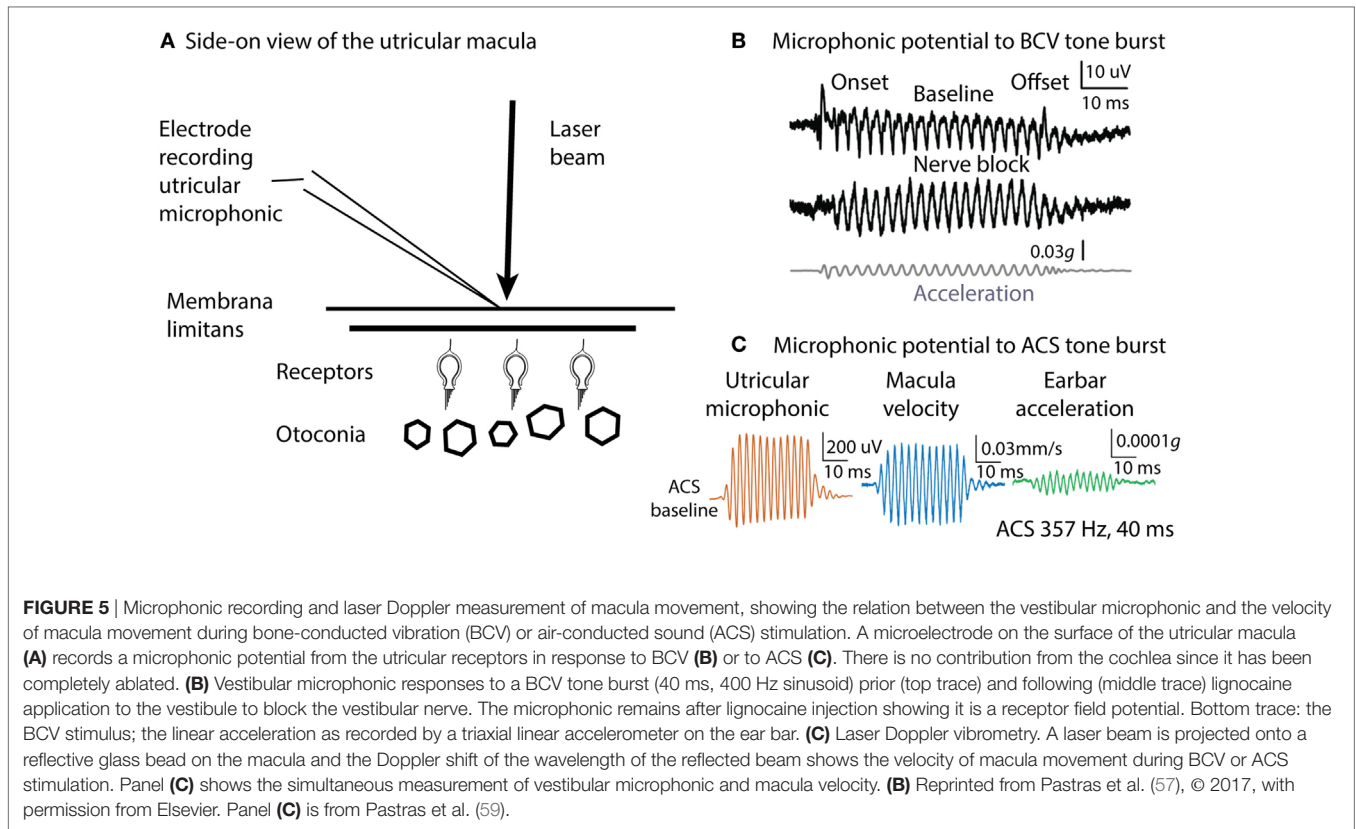 A Side-on view of the utricular macula
Electrode
recording
utricular
microphonic
Laser
beam
Membrana
limitans
Receptors
Otoconia
B Microphonic potential to BCV tone burst
Onset
Baseline
Offset
10 uV
10 ms
Nerve block
0.03g
Acceleration
C Microphonic potential to ACS tone burst
Utricular
microphonic
Macula
velocity
Earbar
acceleration
200 uV
10 ms
0.03mm/s
10 ms
0.0001g
10 ms
ACS
baseline
ACS 357 Hz, 40 ms
FIGURE 5 | Microphonic recording and laser Doppler measurement of macula movement, showing the relation between the vestibular microphonic and the velocity
of macula movement during bone-conducted vibration (BCV) or air-conducted sound (ACS) stimulation. A microelectrode on the surface of the utricular macula
(A) records a microphonic potential from the utricular receptors in response to BCV (B) or to ACS (C). There is no contribution from the cochlea since it has been
completely ablated. (B) Vestibular microphonic responses to a BCV tone burst (40 ms, 400 Hz sinusoid) prior (top trace) and following (middle trace) lignocaine
application to the vestibule to block the vestibular nerve. The microphonic remains after lignocaine injection showing it is a receptor field potential. Bottom trace: the
BCV stimulus; the linear acceleration as recorded by a triaxial linear accelerometer on the ear bar. (C) Laser Doppler vibrometry. A laser beam is projected onto a
reflective glass bead on the macula and the Doppler shift of the wavelength of the reflected beam shows the velocity of macula movement during BCV or ACS
stimulation. Panel (C) shows the simultaneous measurement of vestibular microphonic and macula velocity. (B) Reprinted from Pastras et al. (57), © 2017, with
permission from Elsevier. Panel (C) is from Pastras et al. (59).